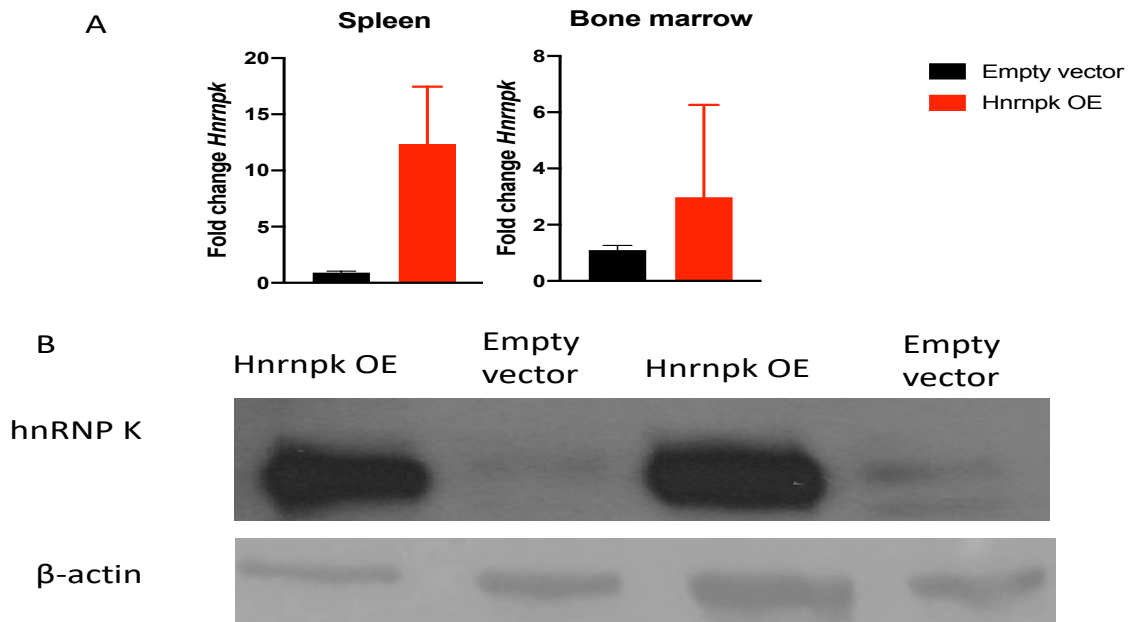 A
Spleen
Bone marrow
Fold change Hnrnpk
20
15
10
5
0
Fold change Hnrnpk
8
6
4
2
0
Empty vector
Hnrnpk OE
B
Hnrnpk OE
Empty
vector
Hnrnpk OE
Empty
vector
hnRNP K
β-actin